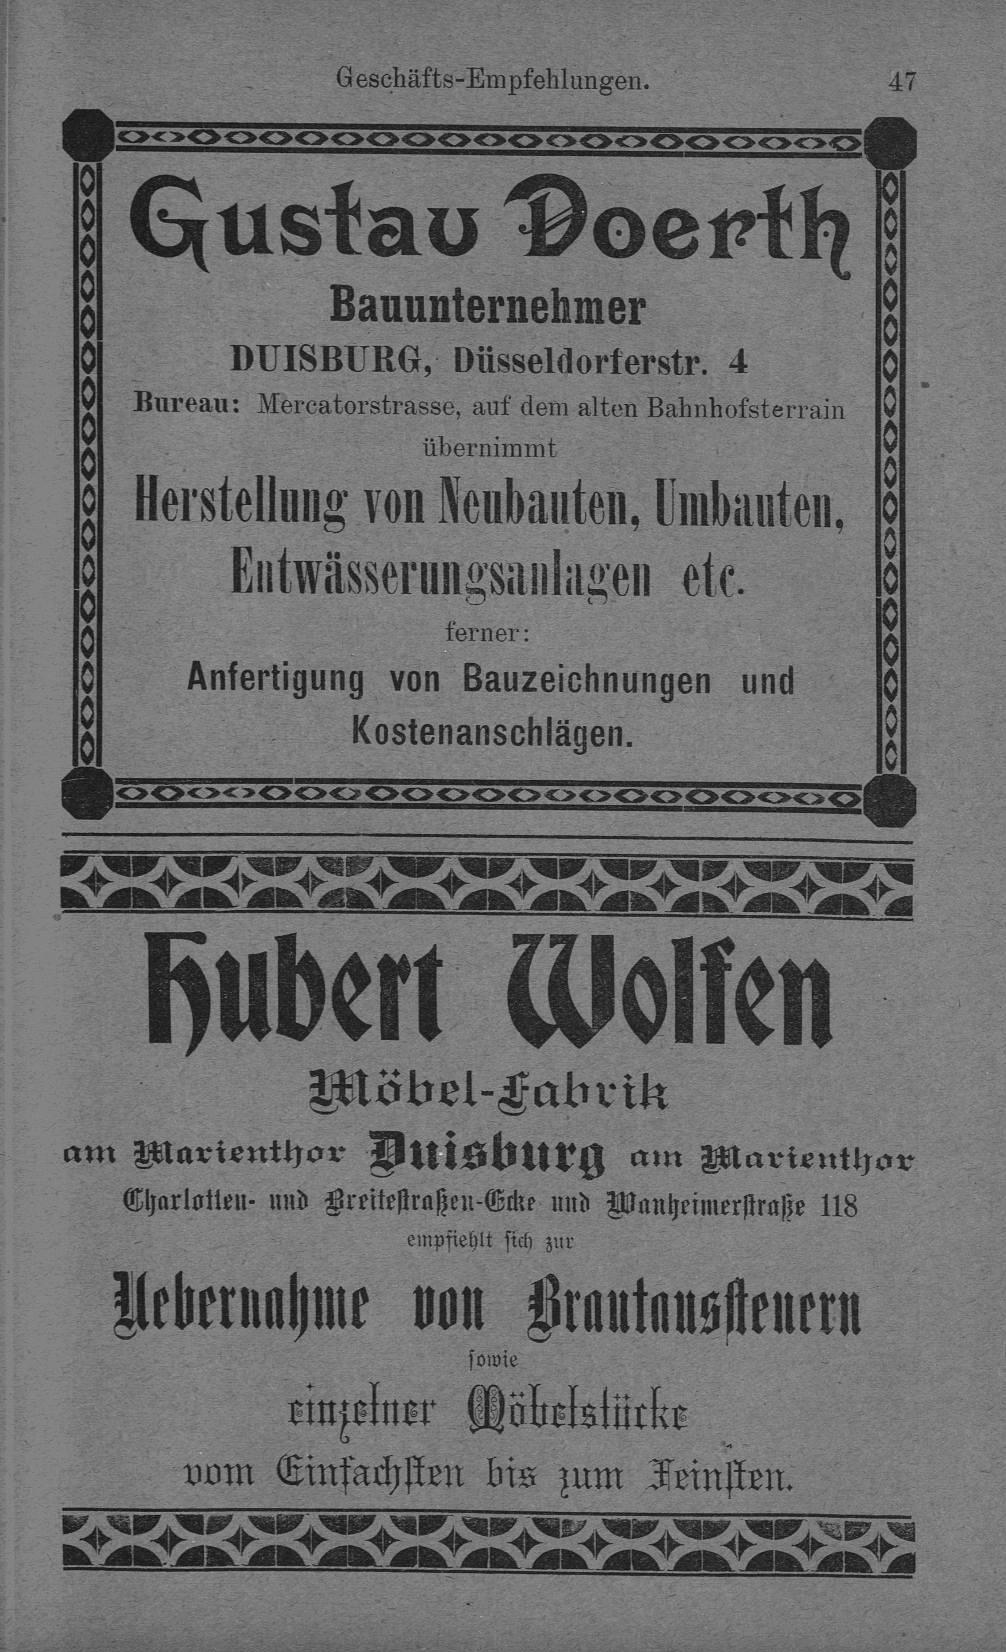 Geschäfts-Empfehlungen. 47
Gustav Doerth
Bauunternehmer
DUISBURG, Düsseldorferstr. 4
Bureau: Mercatorstrasse, auf dem alten Bahnhofsterrain
übernimmt
Herstellung von Neubauten, Umbauten,
Entwässerungsanlagen etc.
ferner:
Anfertigung von Bauzeichnungen und
Kostenanschlägen.
Hubert Wolken
Möbel-Fabrik
am Marienthor Duisburg am Marienthor
Charlotten- und Breitestraßen-Ecke und Wanheimerstraße 118
empfiehlt sich zur
Uebernahme von Brautaussteuern
sowie
einzelner Möbelstücke
vom Einfachsten bis zum Feinsten.